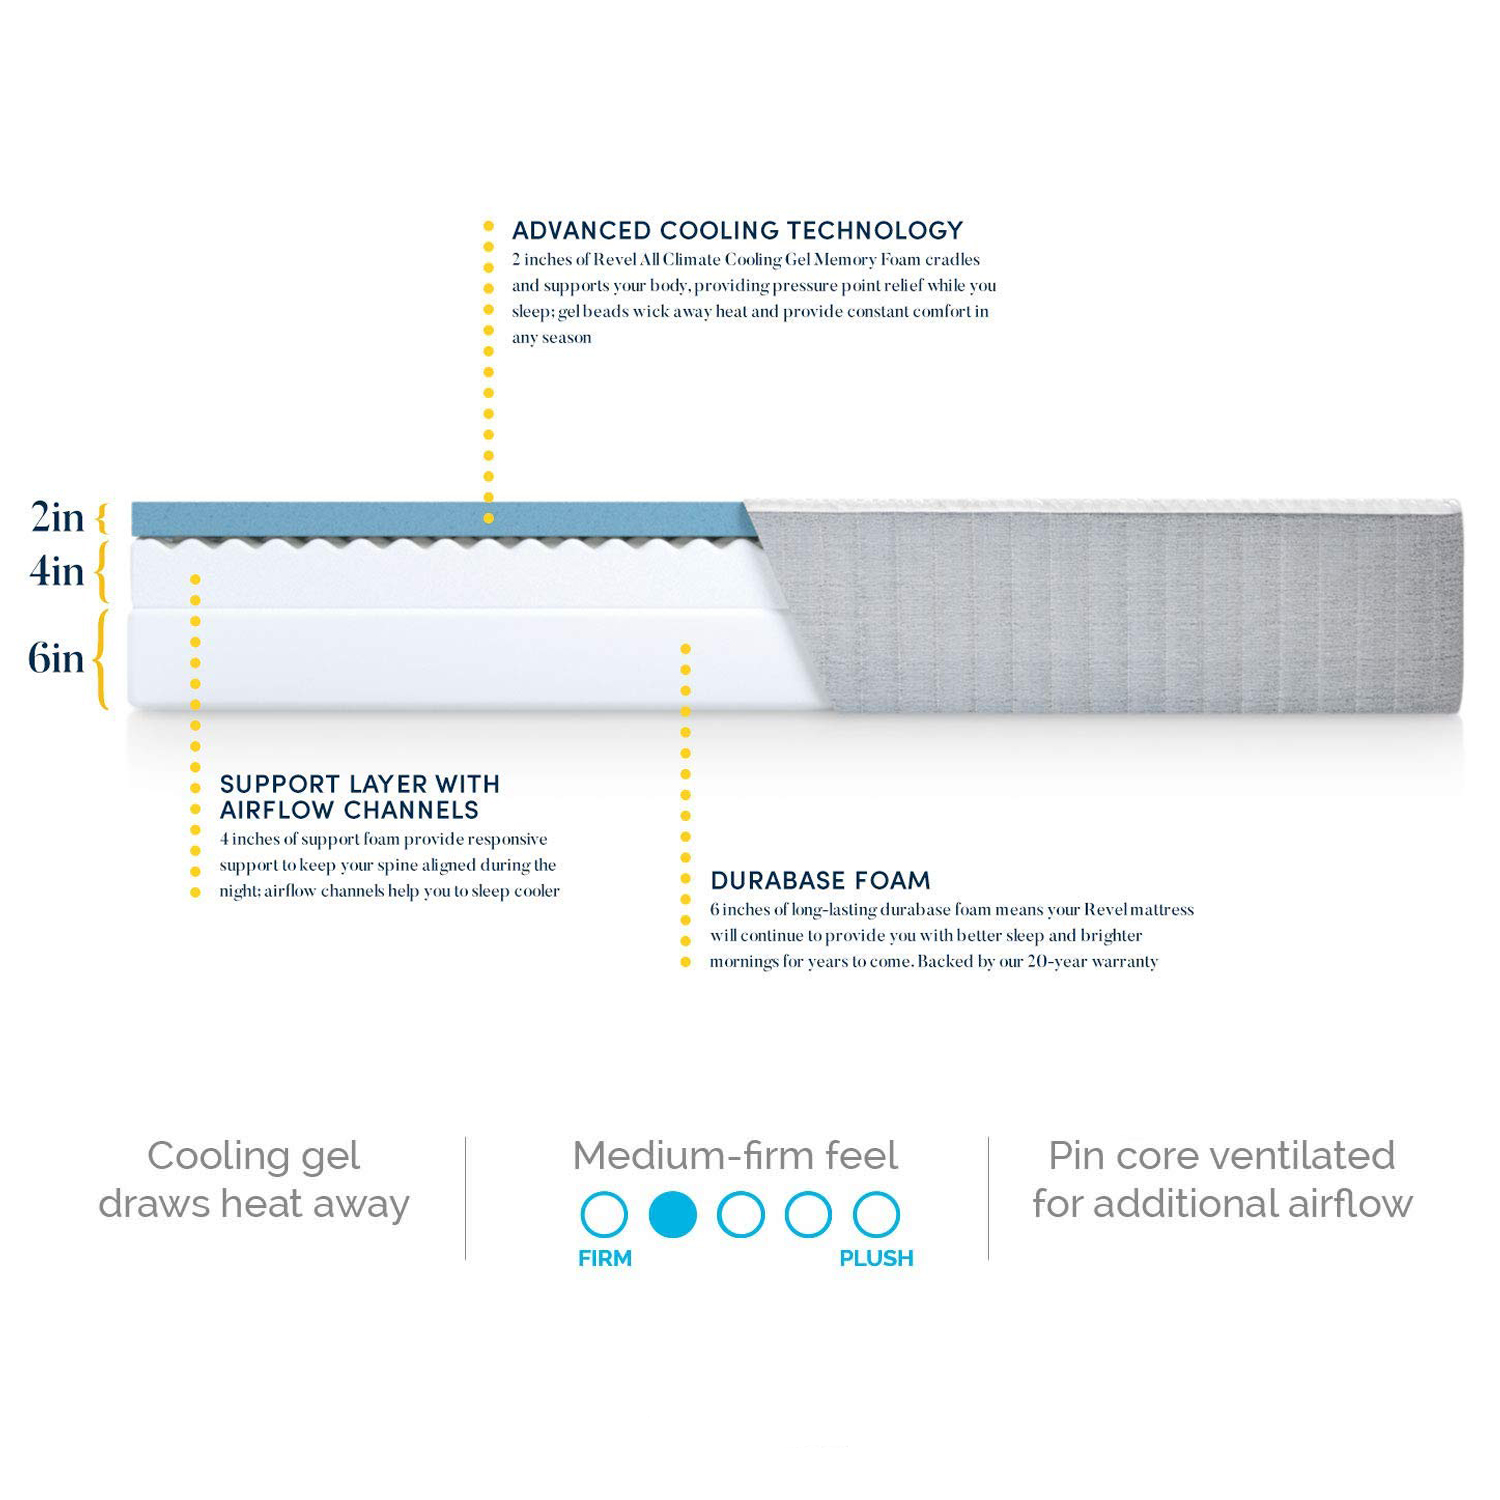 ADVANCED COOLING TECHNOLOGY
2 inches of Revel All Climate Cooling Gel Memory Foam cradles
and supports your body, providing pressure point relief while you
sleep; gel beads wick away heat and provide constant comfort in
any season
2in
4in
6in
SUPPORT LAYER WITH
AIRFLOW CHANNELS
4 inches of support foam provide responsive
support to keep your spine aligned during the
night; airflow channels help you to sleep cooler
DURABASE FOAM
6 inches of long-lasting durabase foam means your Revel mattress
will continue to provide you with better sleep and brighter
mornings for years to come. Backed by our 20-year warranty
Cooling gel
draws heat away
Medium-firm feel
FIRM
PLUSH
Pin core ventilated
for additional airflow